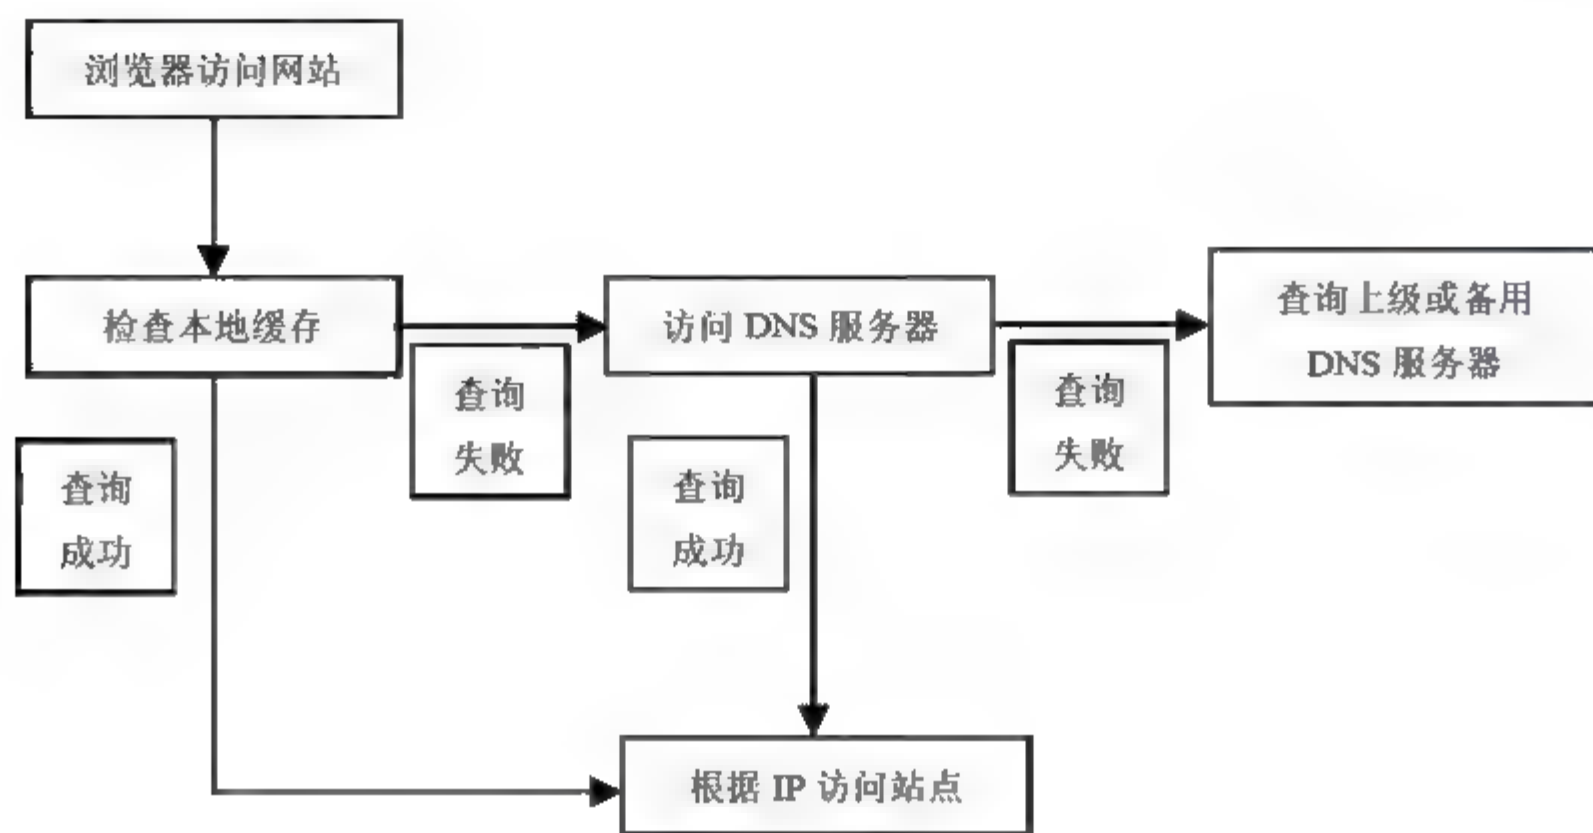 浏览器访问网站
检查本地缓存
访问 DNS 服务器
查询上级或备用
DNS 服务器
查询
失败
查询
失败
查询
成功
查询
成功
根据 IP 访问站点